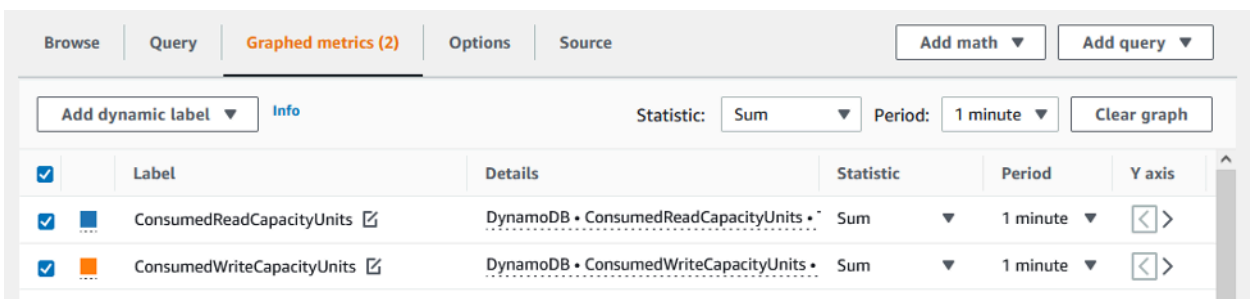 Browse Query Graphed metrics (2) Options Source Add math ▼ Add query ▼
Add dynamic label ▼ Info Statistic: Sum ▼ Period: 1 minute ▼ Clear graph
Label Details Statistic Period Y axis
ConsumedReadCapacityUnits DynamoDB • ConsumedReadCapacityUnits • Sum ▼ 1 minute ▼ < >
ConsumedWriteCapacityUnits DynamoDB • ConsumedWriteCapacityUnits • Sum ▼ 1 minute ▼ < >